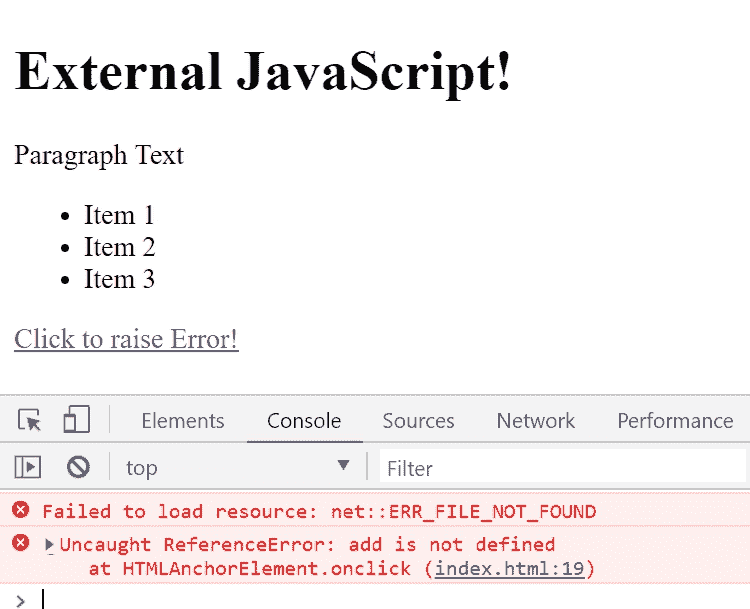 External JavaScript!
Paragraph Text
• Item 1
• Item 2
• Item 3
Click to raise Error!
Elements Console Sources Network Performance
top Filter
Failed to load resource: net::ERR_FILE_NOT_FOUND
Uncaught ReferenceError: add is not defined
at HTMLAnchorElement.onclick (index.html:19)